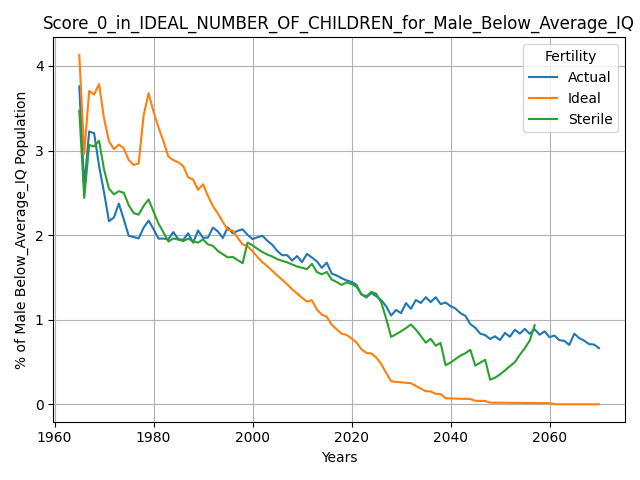 Score_0_in_IDEAL_NUMBER_OF_CHILDREN_for_Male_Below_Average_IQ
Fertility
Actual
Ideal
Sterile
% of Male Below_Average_IQ Population
4
3
2
1
0
1960 1980 2000 2020 2040 2060
Years